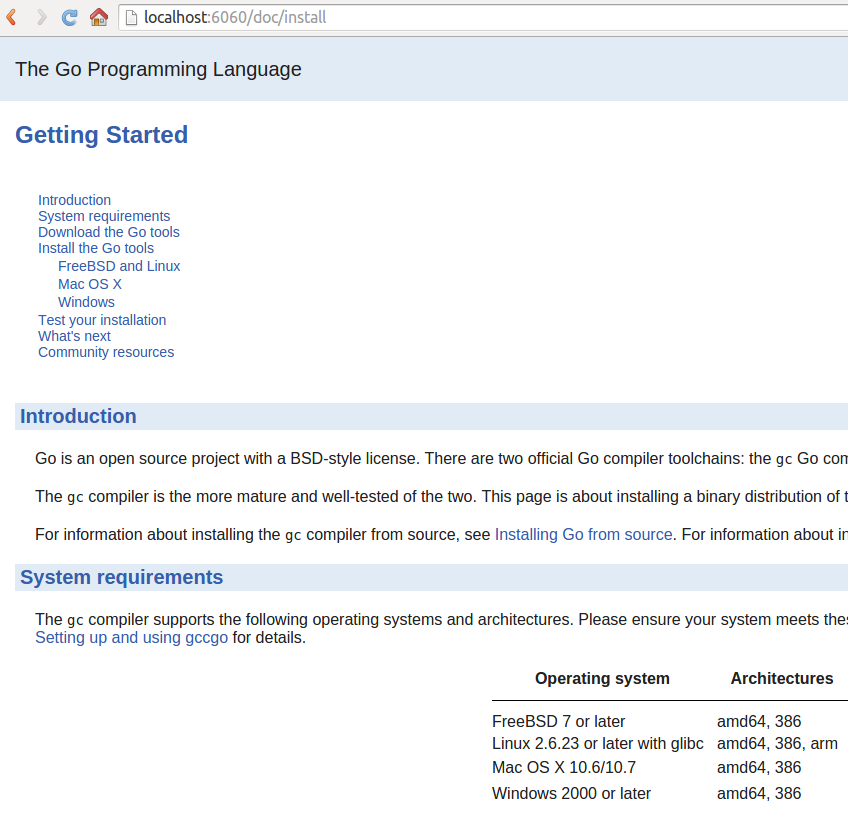 localhost:6060/doc/install
The Go Programming Language
Getting Started
Introduction
System requirements
Download the Go tools
Install the Go tools
FreeBSD and Linux
Mac OS X
Windows
Test your installation
What's next
Community resources
Introduction
Go is an open source project with a BSD-style license. There are two official Go compiler toolchains: the gc Go com
The gc compiler is the more mature and well-tested of the two. This page is about installing a binary distribution of t
For information about installing the gc compiler from source, see Installing Go from source. For information about in
System requirements
The gc compiler supports the following operating systems and architectures. Please ensure your system meets thes
Setting up and using gccgo for details.
Operating system Architectures
FreeBSD 7 or later amd64, 386
Linux 2.6.23 or later with glibc amd64, 386, arm
Mac OS X 10.6/10.7 amd64, 386
Windows 2000 or later amd64, 386